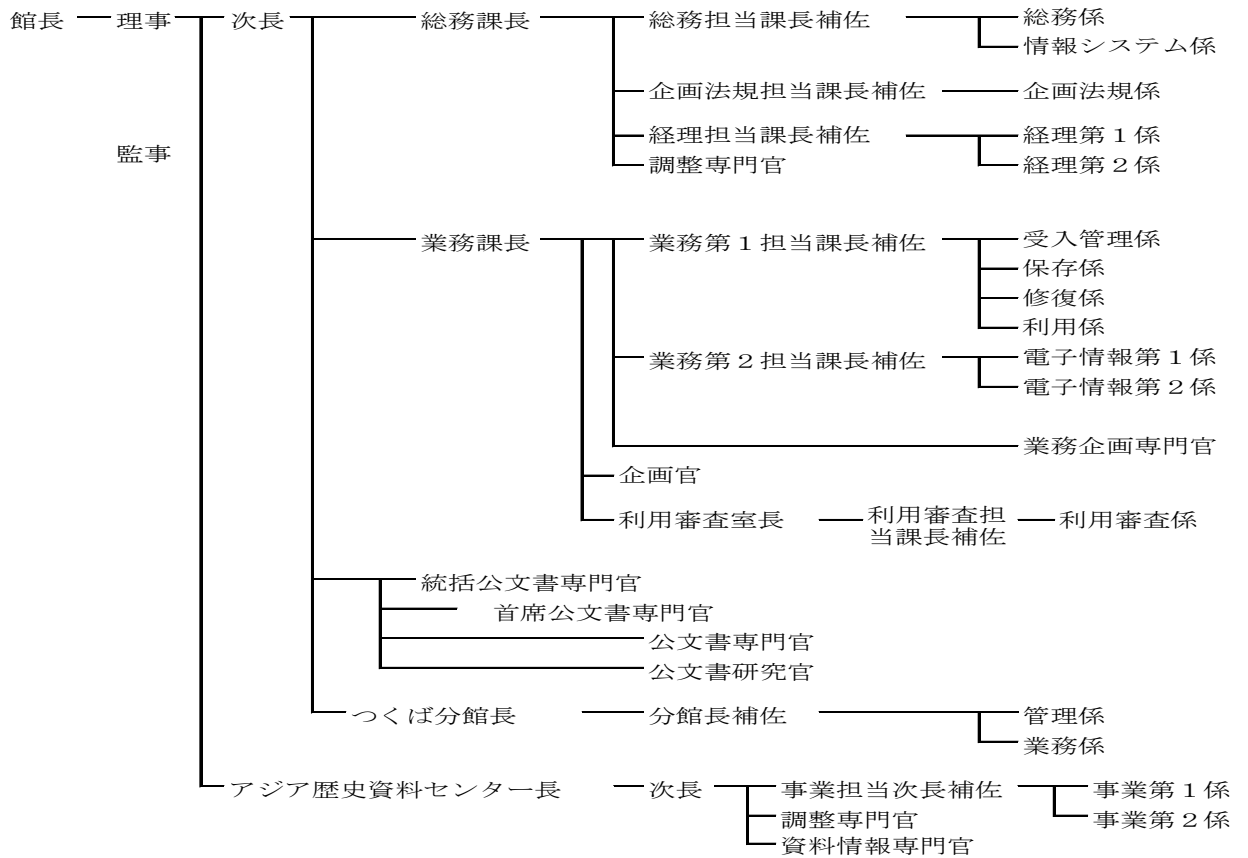 館長 理事 次長 総務課長 総務担当課長補佐 総務係
情報システム係
企画法規担当課長補佐 企画法規係
経理担当課長補佐 経理第１係
監事
調整専門官 経理第２係
業務課長 業務第１担当課長補佐 受入管理係
保存係
修復係
利用係
業務第２担当課長補佐 電子情報第１係
電子情報第２係
業務企画専門官
企画官
利用審査室長 利用審査担
当課長補佐 利用審査係
統括公文書専門官
首席公文書専門官
公文書専門官
公文書研究官
つくば分館長 分館長補佐 管理係
業務係
アジア歴史資料センター長 次長 事業担当次長補佐 事業第１係
調整専門官 事業第２係
資料情報専門官